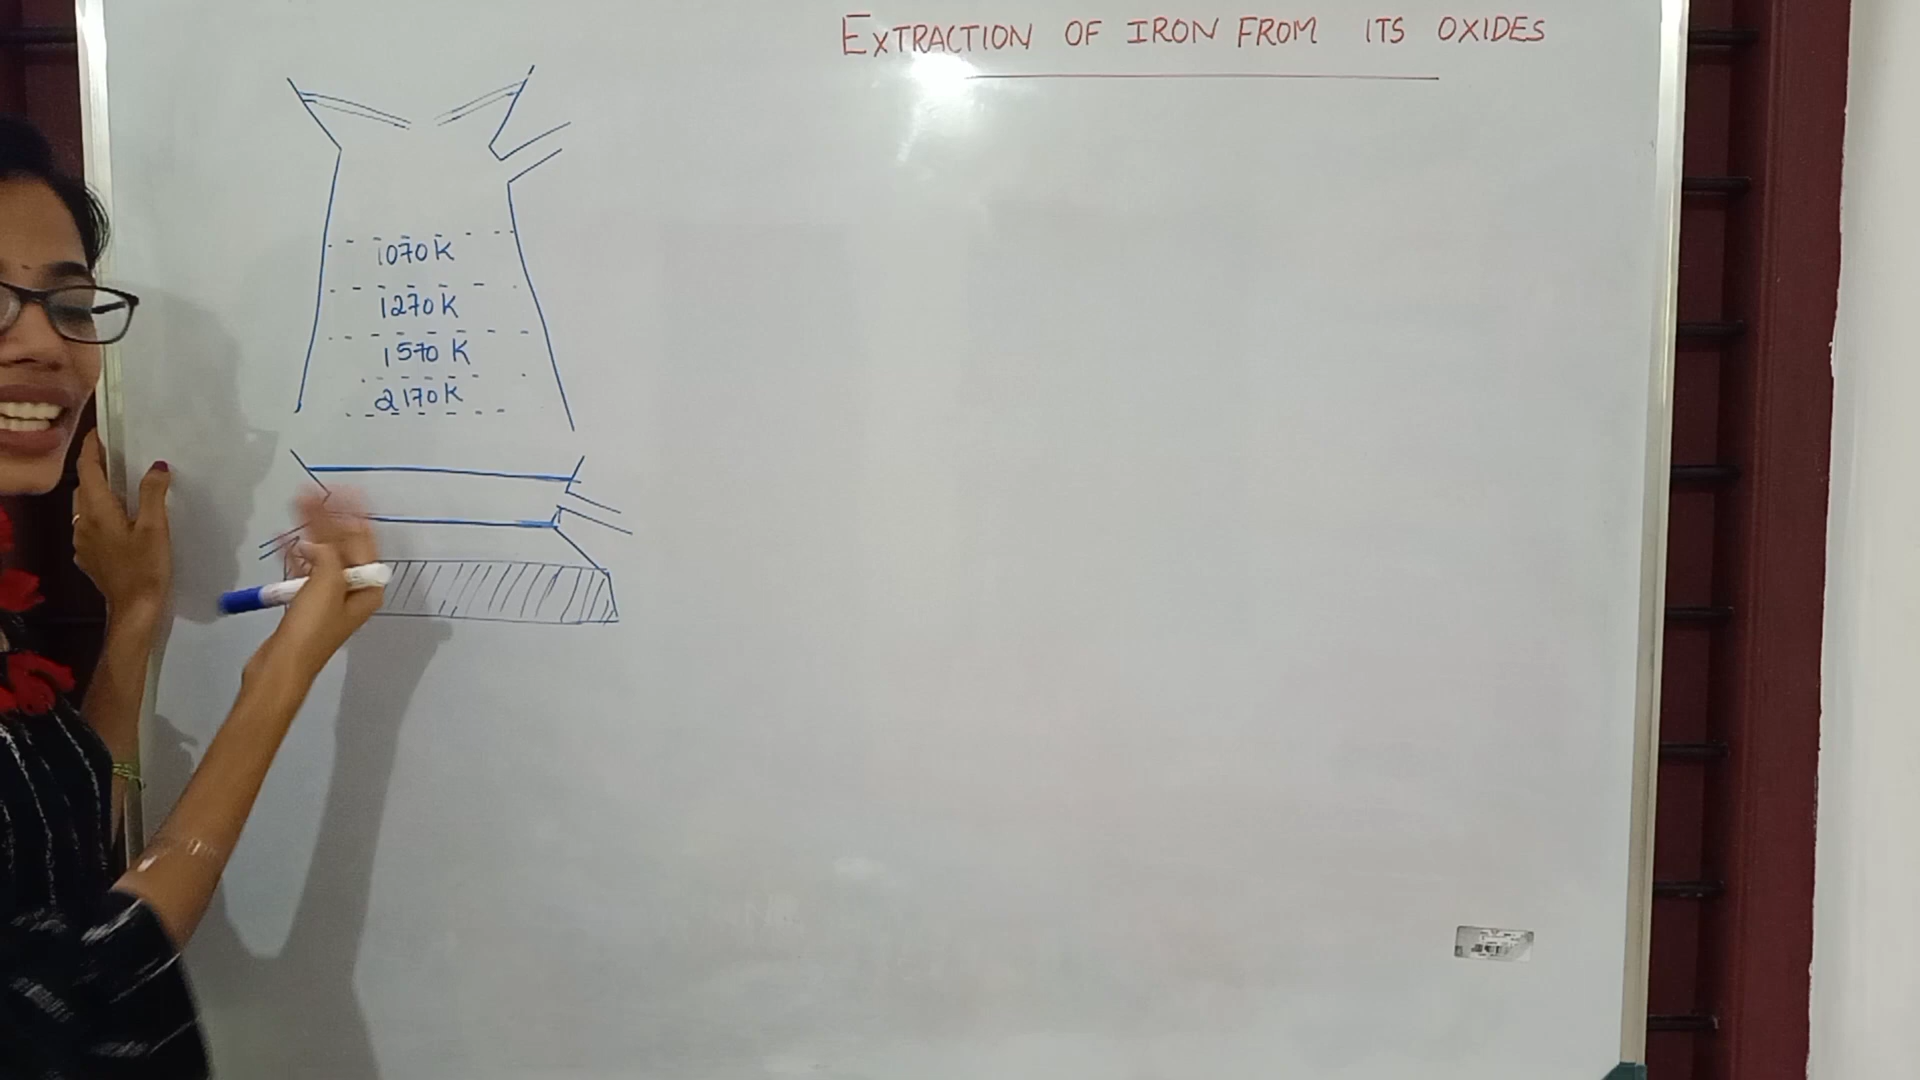 EXTRACTION OF IRON FROM ITS OXIDES
1070K
1270K
1570K
2170K